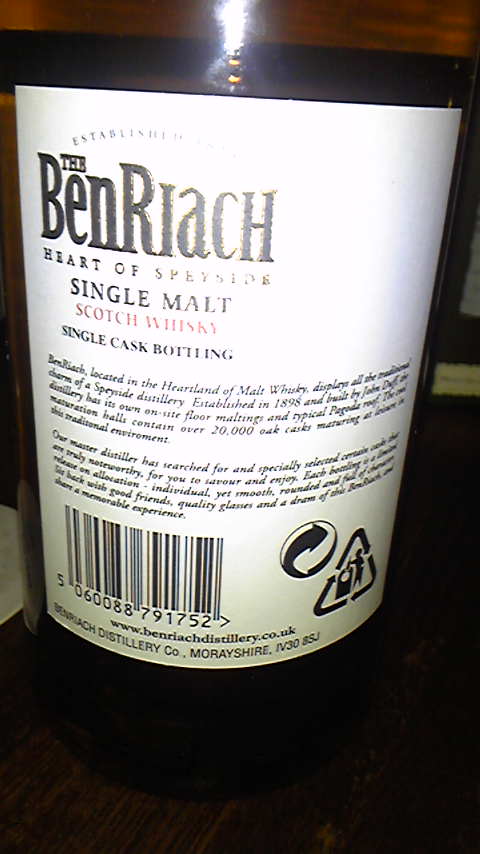 ESTABLISHED
THE
BENRIACH
HEART OF SPEYSIDE
SINGLE MALT
SCOTCH WHISKY
SINGLE CASK BOTTLING
BenRiach, located in the Heartland of Malt Whisky, displays all the traditional
charm of a Speyside distillery. Established in 1898 and built by John Duff the
distillery has its own on-site floor maltings and typical Pagoda roof. The cool
maturation halls contain over 20,000 oak casks maturing at leisure in
this traditonal enviroment.
Our master distiller has searched for and specially selected certain casks that
are truly noteworthy, for you to savour and enjoy. Each bottling is a limited
release on allocation - individual, yet smooth, rounded and full of character.
Sit back with good friends, quality glasses and a dram of this BenRiach, and
share a memorable experience.
5 060088 791752 >
www.benriachdistillery.co.uk
BENRIACH DISTILLERY Co., MORAYSHIRE, IV30 8SJ